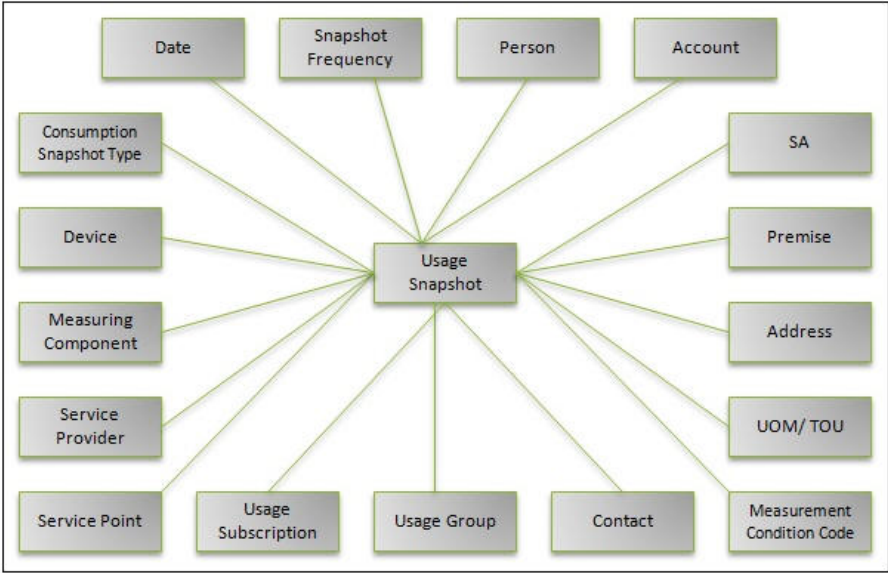 Date
Snapshot
Frequency
Person
Account
Consumption
Snapshot Type
SA
Device
Premise
Usage
Snapshot
Measuring
Component
Address
Service
Provider
UOM/ TOU
Service Point
Usage
Subscription
Usage Group
Contact
Measurement
Condition Code